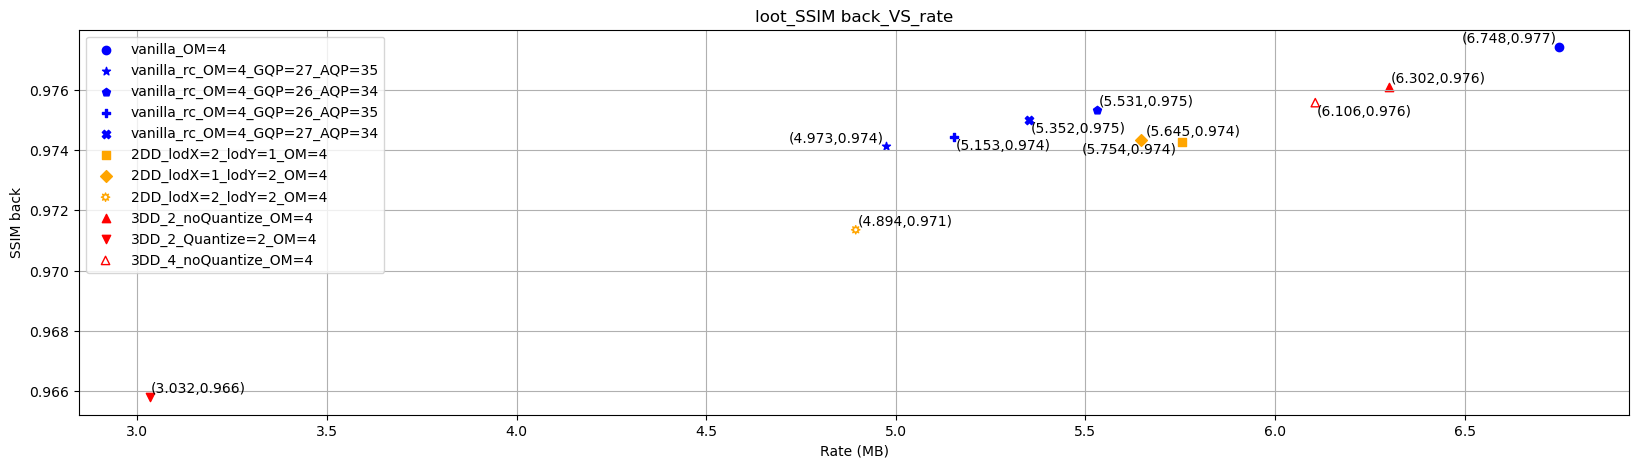 loot_SSIM back_VS_rate
vanilla_OM=4
vanilla_rc_OM=4_GQP=27_AQP=35
vanilla_rc_OM=4_GQP=26_AQP=34
vanilla_rc_OM=4_GQP=26_AQP=35
vanilla_rc_OM=4_GQP=27_AQP=34
2DD_lodX=2_lodY=1_OM=4
2DD_lodX=1_lodY=2_OM=4
2DD_lodX=2_lodY=2_OM=4
3DD_2_noQuantize_OM=4
3DD_2_Quantize=2_OM=4
3DD_4_noQuantize_OM=4
(6.748,0.977)
(6.302,0.976)
(6.106,0.976)
(5.531,0.975)
(5.352,0.975)
(5.645,0.974)
(4.973,0.974)
(5.153,0.974)
(5.754,0.974)
(4.894,0.971)
(3.032,0.966)
SSIM back
0.976
0.974
0.972
0.970
0.968
0.966
3.0 3.5 4.0 4.5 5.0 5.5 6.0 6.5
Rate (MB)